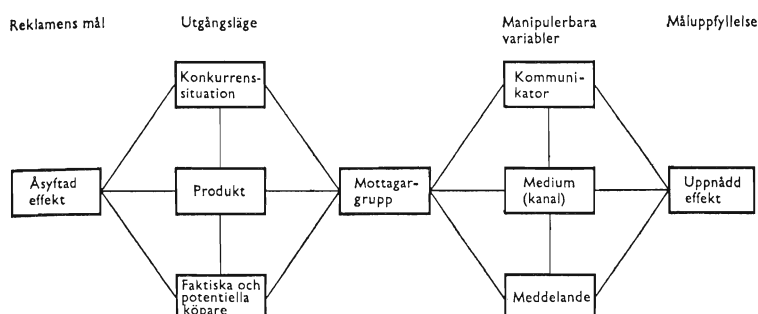 Reklamens mål
Utgångsläge
Manipulerbara
variabler
Måluppfyllelse
Konkurrens-
situation
Kommuni-
kator
Åsyftad
effekt
Produkt
Mottagar-
grupp
Medium
(kanal)
Uppnådd
effekt
Faktiska och
potentiella
köpare
Meddelande